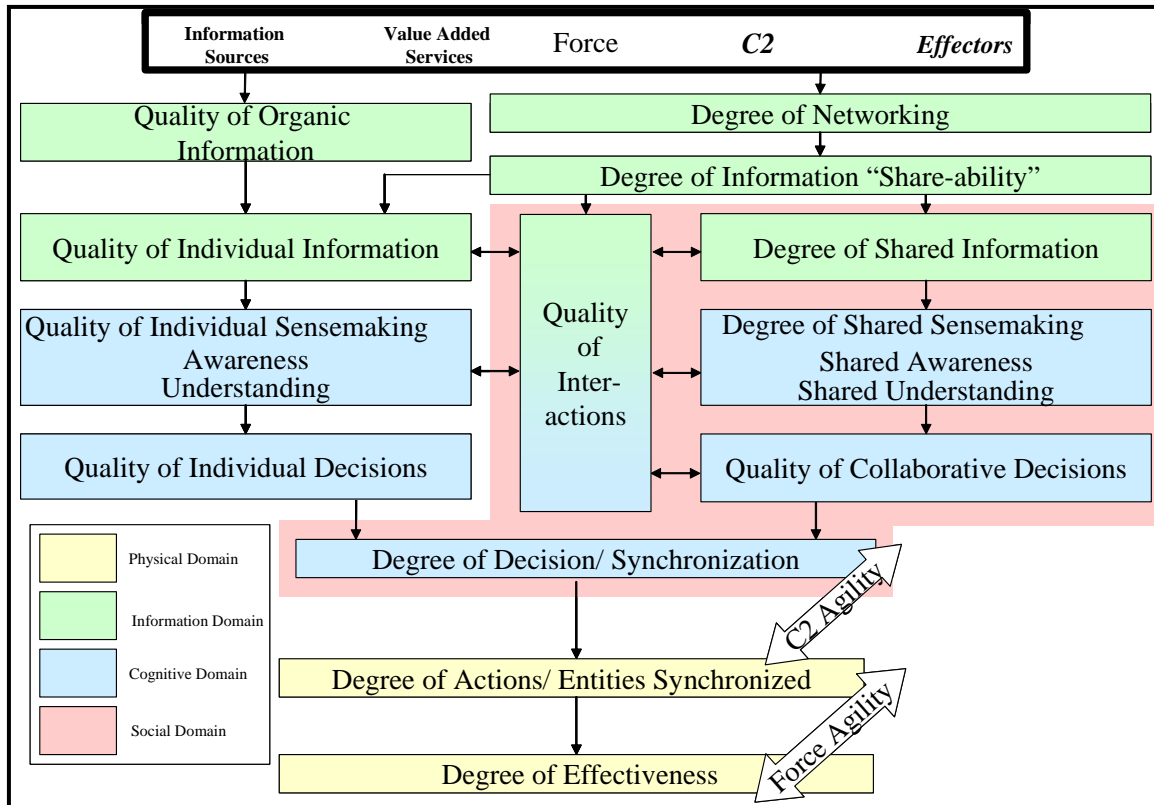 Information
Sources
Value Added
Services
Force
C2
Effectors
Quality of Organic
Information
Degree of Networking
Degree of Information “Share-ability”
Quality of Individual Information
Quality
of
Inter-
actions
Degree of Shared Information
Quality of Individual Sensemaking
Awareness
Understanding
Degree of Shared Sensemaking
Shared Awareness
Shared Understanding
Quality of Individual Decisions
Quality of Collaborative Decisions
Degree of Decision/ Synchronization
C2 Agility
Degree of Actions/ Entities Synchronized
Force Agility
Degree of Effectiveness
Physical Domain
Information Domain
Cognitive Domain
Social Domain